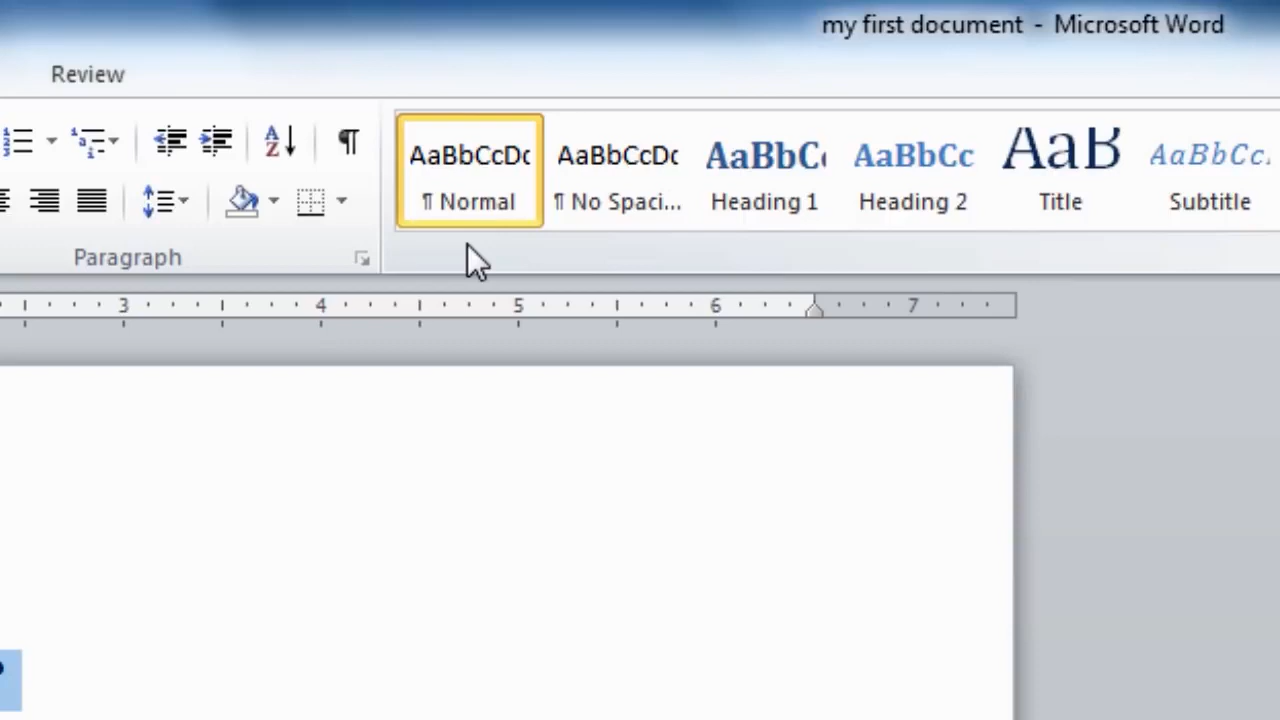 my first document - Microsoft Word
Review
AaBbCcDc AaBbCcDc AaBbC AaBbCc AaB AaBbCc.
¶ Normal ¶ No Spaci... Heading 1 Heading 2 Title Subtitle
Paragraph
3 4 5 6 7